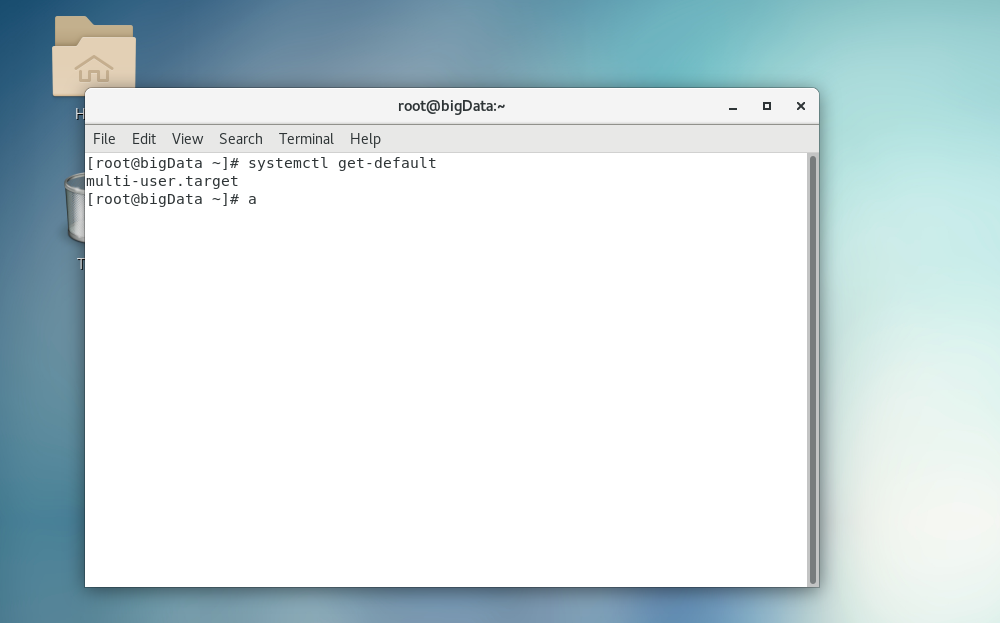 root@bigData:~
File Edit View Search Terminal Help
[root@bigData ~]# systemctl get-default
multi-user.target
[root@bigData ~]# a